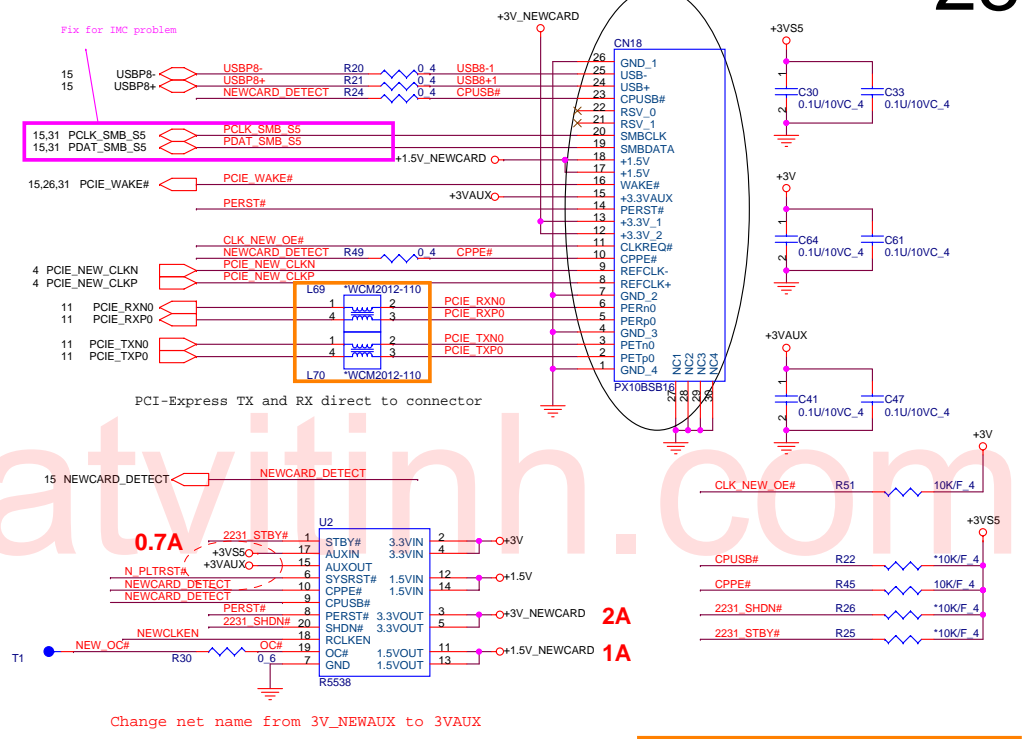 +3V_NEWCARD
Fix for IMC problem
+3VS5
CN18
15 USBP8- USBP8- R20 0_4 USB8-1 25 USB-
26 GND_1
15 USBP8+ USBP8+ R21 0_4 USB8+1 24 USB+
NEWCARD_DETECT R24 0_4 CPUSB# 23 CPUSB#
22 RSV_0
21 RSV_1
15,31 PCLK_SMB_S5 PCLK_SMB_S5 20 SMBCLK
15,31 PDAT_SMB_S5 PDAT_SMB_S5 19 SMBDATA
+1.5V_NEWCARD 18 +1.5V
17 +1.5V
15,26,31 PCIE_WAKE# PCIE_WAKE# 16 WAKE#
+3VAUX 15 +3.3VAUX
PERST# 14 PERST#
13 +3.3V_1
12 +3.3V_2
CLK_NEW_OE# 11 CLKREQ#
NEWCARD_DETECT R49 0_4 CPPE# 10 CPPE#
4 PCIE_NEW_CLKN PCIE_NEW_CLKN 9 REFCLK-
4 PCIE_NEW_CLKP PCIE_NEW_CLKP 8 REFCLK+
L69 *WCM2012-110 7 GND_2
11 PCIE_RXN0 1 2 PCIE_RXN0 6 PERn0
11 PCIE_RXP0 4 3 PCIE_RXP0 5 PERp0
4 GND_3
11 PCIE_TXN0 1 2 PCIE_TXN0 3 PETn0
11 PCIE_TXP0 4 3 PCIE_TXP0 2 PETp0
1 GND_4
L70 *WCM2012-110
NC1 NC2 NC3 NC4
PX10BSB16
27 28 29 30
PCI-Express TX and RX direct to connector
1 2 C30 0.1U/10VC_4
C33 0.1U/10VC_4
+3V
1 2 C64 0.1U/10VC_4
C61 0.1U/10VC_4
+3VAUX
1 2 C41 0.1U/10VC_4
C47 0.1U/10VC_4
atvitinh.com
15 NEWCARD_DETECT NEWCARD_DETECT
+3V
CLK_NEW_OE# R51 10K/F_4
+3VS5
CPUSB# R22 *10K/F_4
CPPE# R45 10K/F_4
2231_SHDN# R26 *10K/F_4
2231_STBY# R25 *10K/F_4
U2
0.7A
2231_STBY# 1 STBY# 3.3VIN 2 +3V
+3VS5 17 AUXIN 3.3VIN 4
+3VAUX 15 AUXOUT
N_PLTRST# 6 SYSRST# 1.5VIN 12 +1.5V
NEWCARD_DETECT 10 CPPE# 1.5VIN 14
NEWCARD_DETECT 9 CPUSB#
PERST# 8 PERST# 3.3VOUT 3 +3V_NEWCARD 2A
2231_SHDN# 20 SHDN# 3.3VOUT 5
NEWCLKEN 18 RCLKEN
T1 NEW_OC# R30 0_6 OC# 19 OC# 1.5VOUT 11 +1.5V_NEWCARD 1A
7 GND 1.5VOUT 13
R5538
Change net name from 3V_NEWAUX to 3VAUX